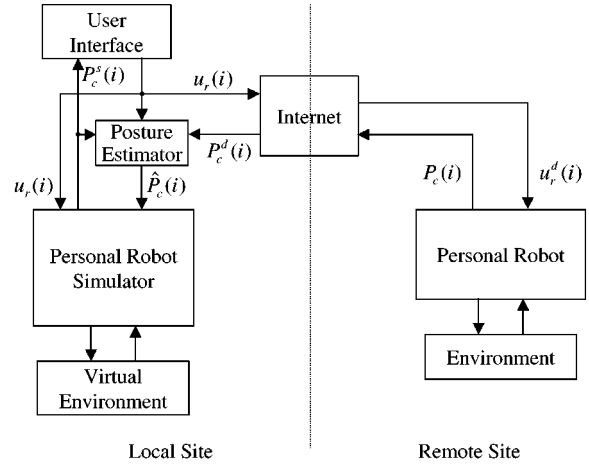 User
Interface
P_c^s(i)
u_r(i)
Internet
Posture
Estimator
P_c^d(i)
u_r(i)
P̂_c(i)
P_c(i)
u_r^d(i)
Personal Robot
Simulator
Personal Robot
Virtual
Environment
Environment
Local Site
Remote Site